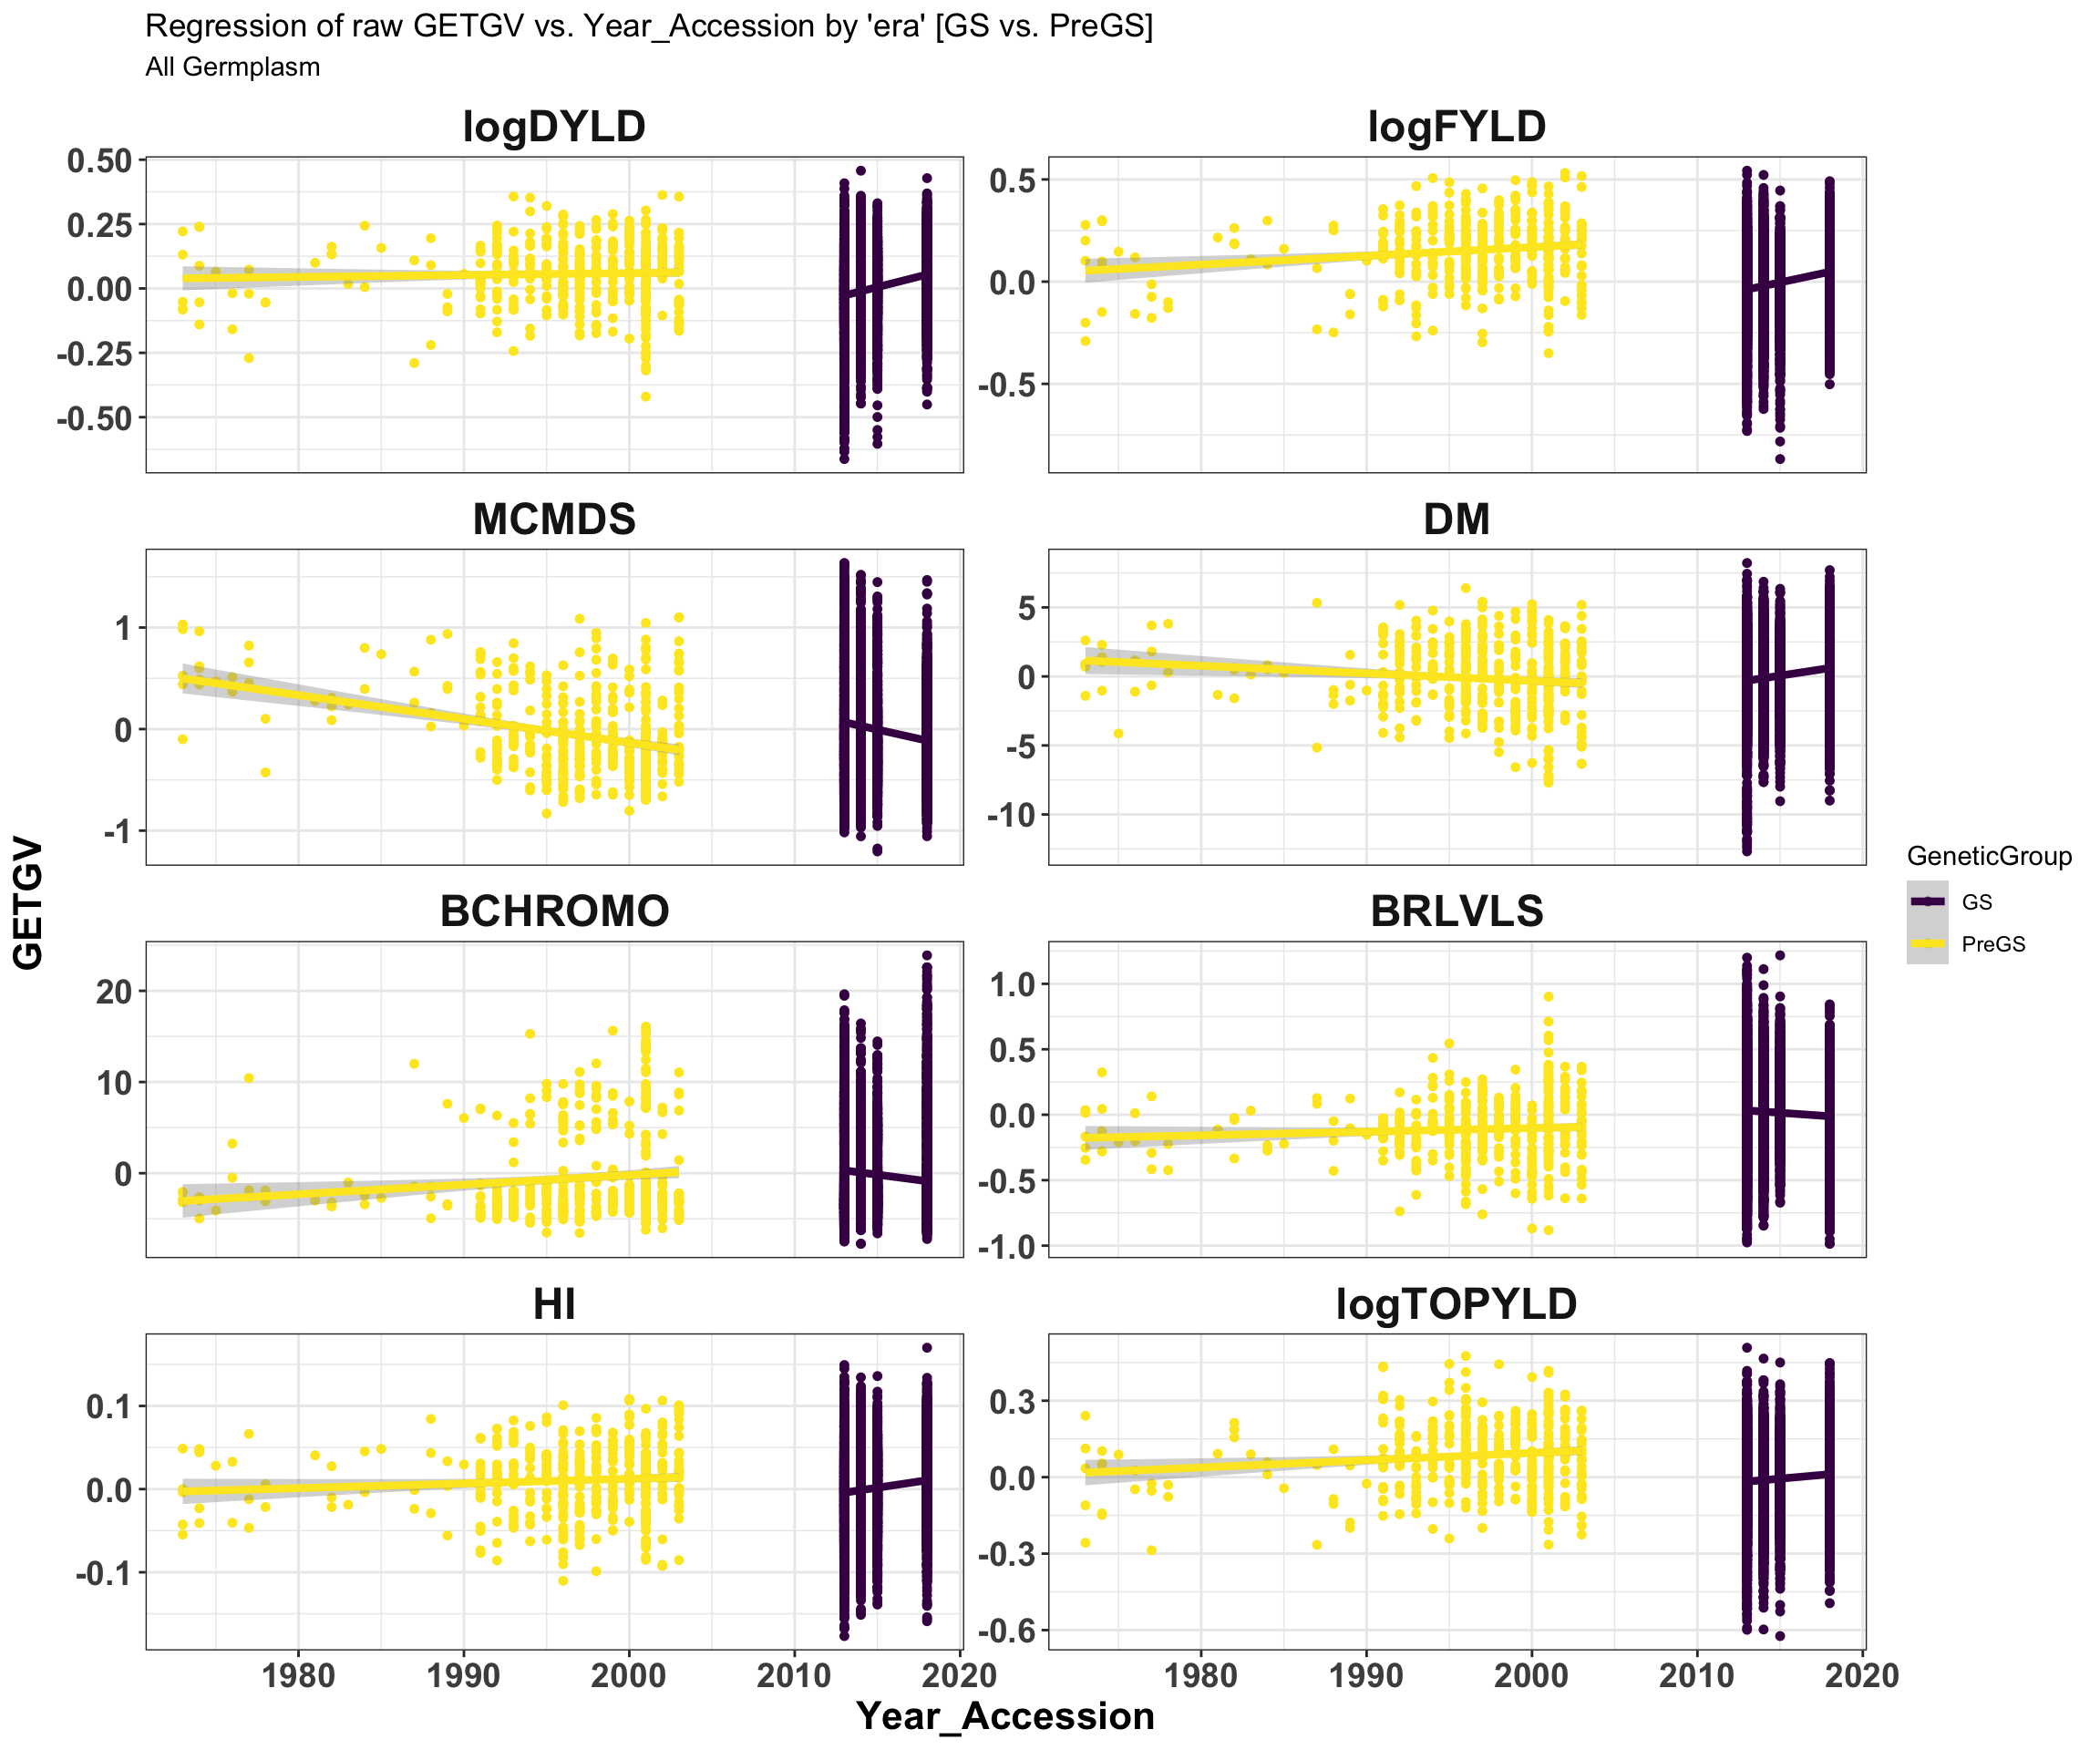 Regression of raw GETGV vs. Year_Accession by 'era' [GS vs. PreGS]
All Germplasm
logDYLD
logFYLD
0.50
0.25
0.00
-0.25
-0.50
0.5
0.0
-0.5
MCMDS
DM
1
0
-1
5
0
-5
-10
BCHROMO
BRLVLS
20
10
0
1.0
0.5
0.0
-0.5
-1.0
HI
logTOPYLD
0.1
0.0
-0.1
0.3
0.0
-0.3
-0.6
1980 1990 2000 2010 2020
1980 1990 2000 2010 2020
Year_Accession
GETGV
GeneticGroup
GS
PreGS